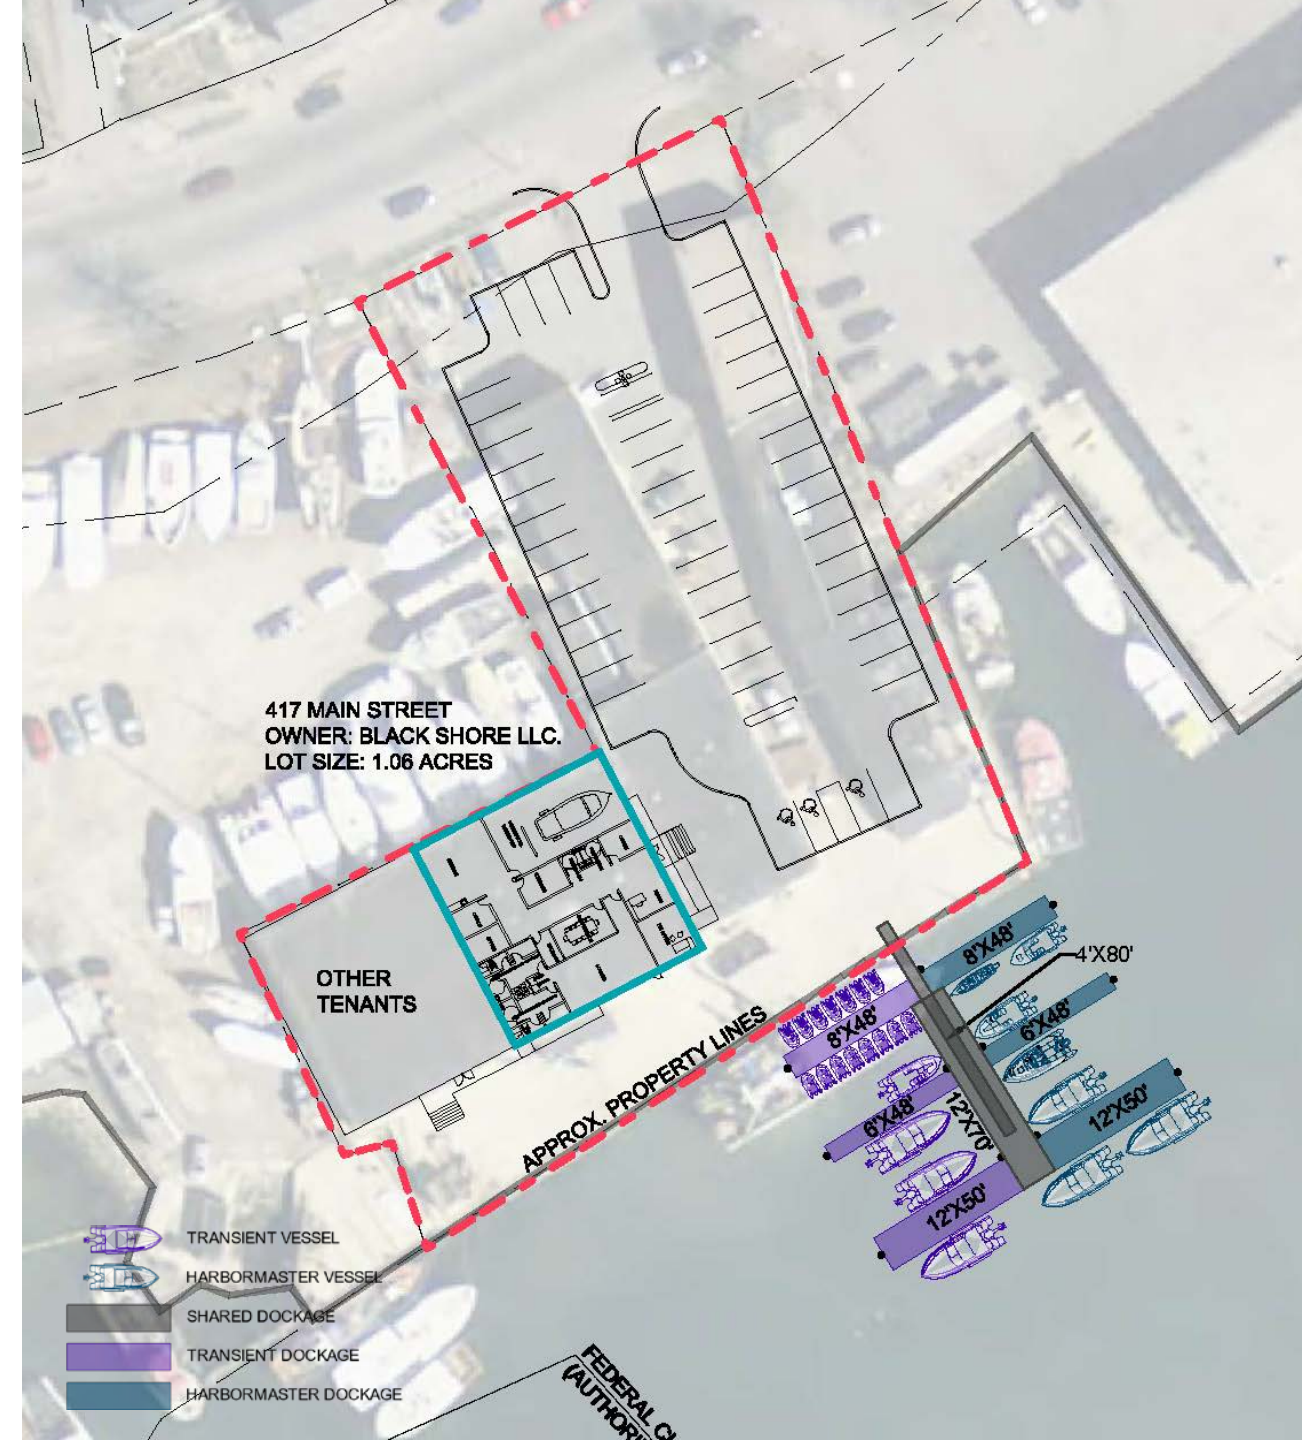 417 MAIN STREET
OWNER: BLACK SHORE LLC.
LOT SIZE: 1.06 ACRES
OTHER
TENANTS
APPROX. PROPERTY LINES
8'X48'
4'X80'
6'X48'
12'X50'
8'X48'
6'X48'
12'X70'
12'X50'
TRANSIENT VESSEL
HARBORMASTER VESSEL
SHARED DOCKAGE
TRANSIENT DOCKAGE
HARBORMASTER DOCKAGE
FEDERAL